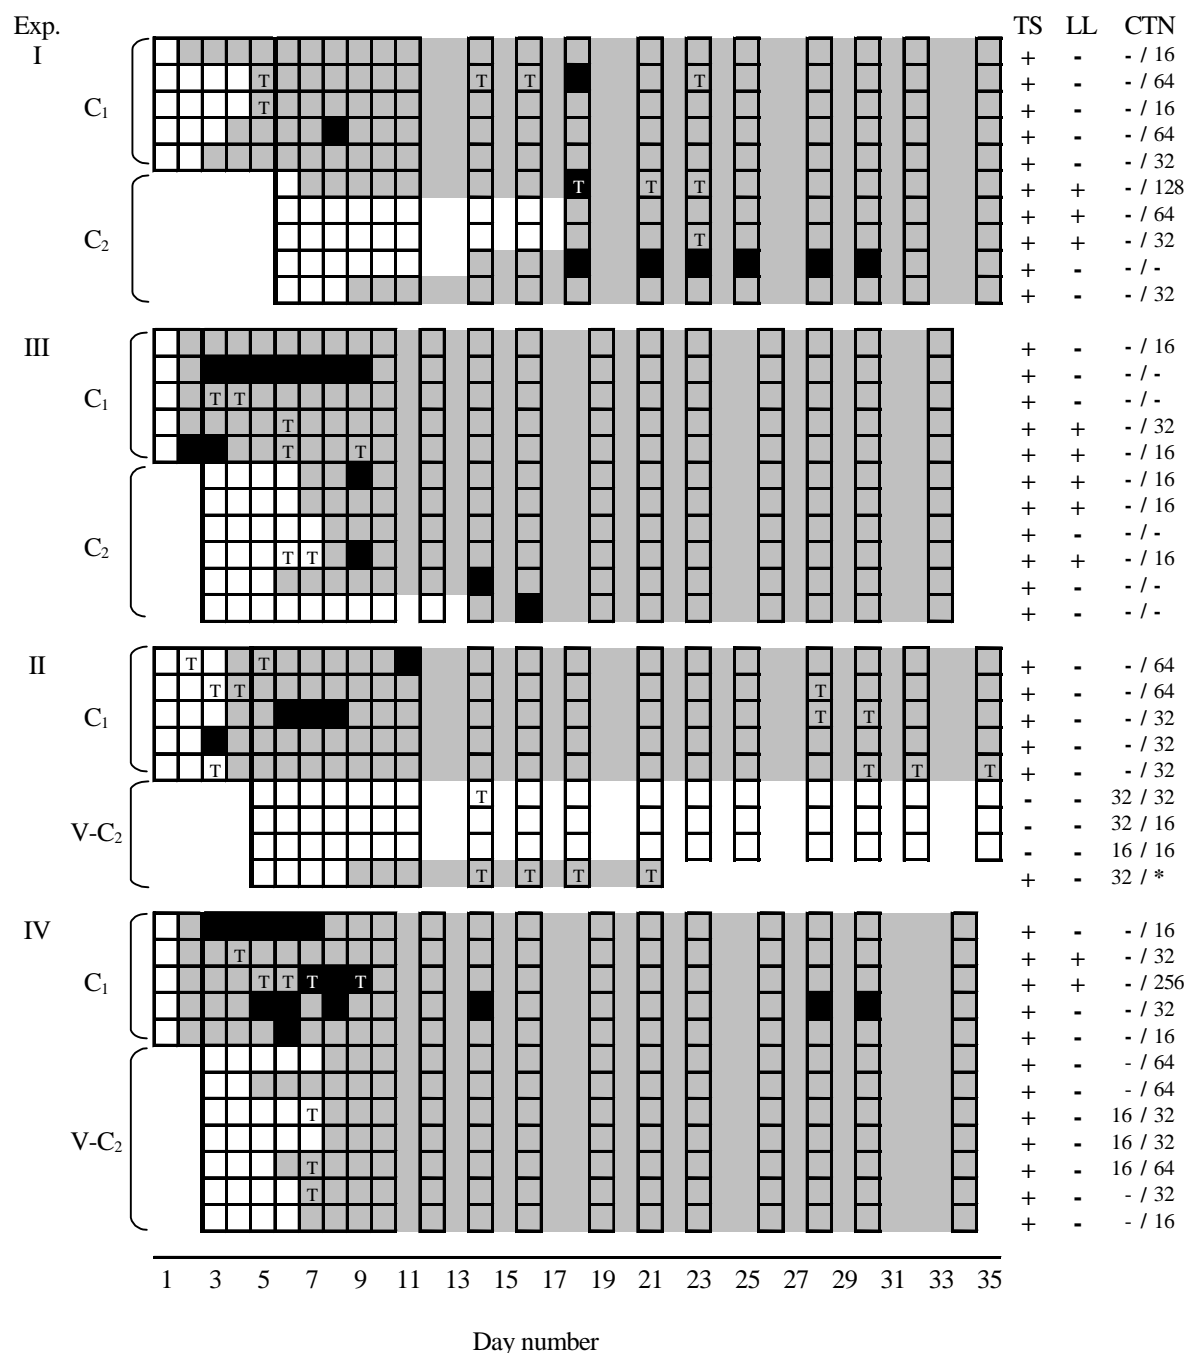 Exp. TS LL CTN
I + - - / 16
T T T T + - - / 64
C1 T + - - / 16
+ - - / 64
+ - - / 32
T T T + + - / 128
+ + - / 64
C2 T + + - / 32
+ - - / -
+ - - / 32
III + - - / 16
+ - - / -
C1 T T + - - / -
T + + - / 32
T T + + - / 16
+ + - / 16
+ + - / 16
+ - - / -
C2 T T + + - / 16
+ - - / -
+ - - / -
II T T + - - / 64
T T T + - - / 64
C1 T T + - - / 32
+ - - / 32
T T T T + - - / 32
T - - 32 / 32
V-C2 - - 32 / 16
- - 16 / 16
T T T T + - 32 / *
IV + - - / 16
T + + - / 32
C1 T T T T + + - / 256
+ - - / 32
+ - - / 16
+ - - / 64
+ - - / 64
T + - 16 / 32
V-C2 + - 16 / 32
T + - 16 / 64
T + - - / 32
+ - - / 16
1 3 5 7 9 11 13 15 17 19 21 23 25 27 29 31 33 35
Day number